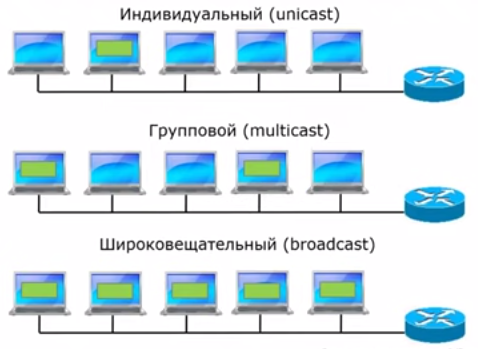 Индивидуальный (unicast)
Групповой (multicast)
Широковещательный (broadcast)